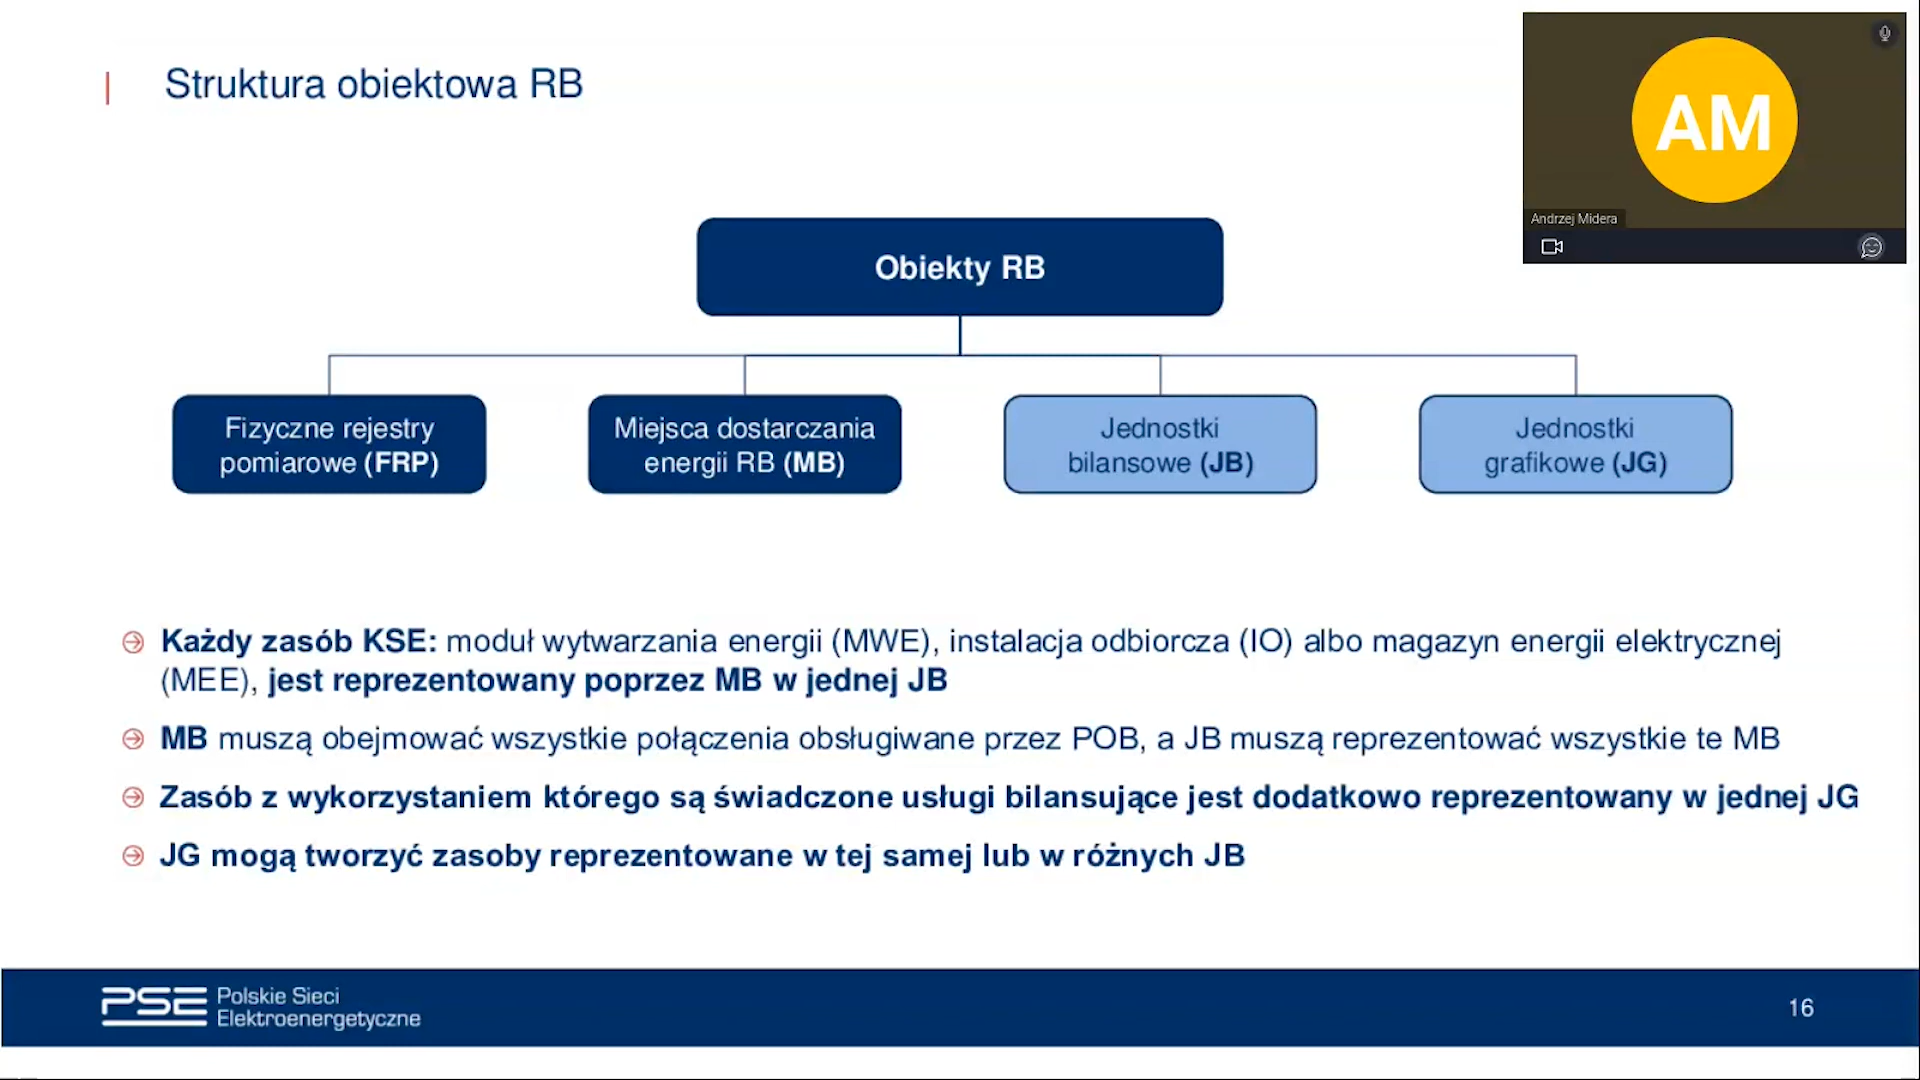 Struktura obiektowa RB
AM
Andrzej Midera
Obiekty RB
Fizyczne rejestry
pomiarowe (FRP)
Miejsca dostarczania
energii RB (MB)
Jednostki
bilansowe (JB)
Jednostki
grafikowe (JG)
Każdy zasób KSE: moduł wytwarzania energii (MWE), instalacja odbiorcza (IO) albo magazyn energii elektrycznej
(MEE), jest reprezentowany poprzez MB w jednej JB
MB muszą obejmować wszystkie połączenia obsługiwane przez POB, a JB muszą reprezentować wszystkie te MB
Zasób z wykorzystaniem którego są świadczone usługi bilansujące jest dodatkowo reprezentowany w jednej JG
JG mogą tworzyć zasoby reprezentowane w tej samej lub w różnych JB
PSE
Polskie Sieci
Elektroenergetyczne
16